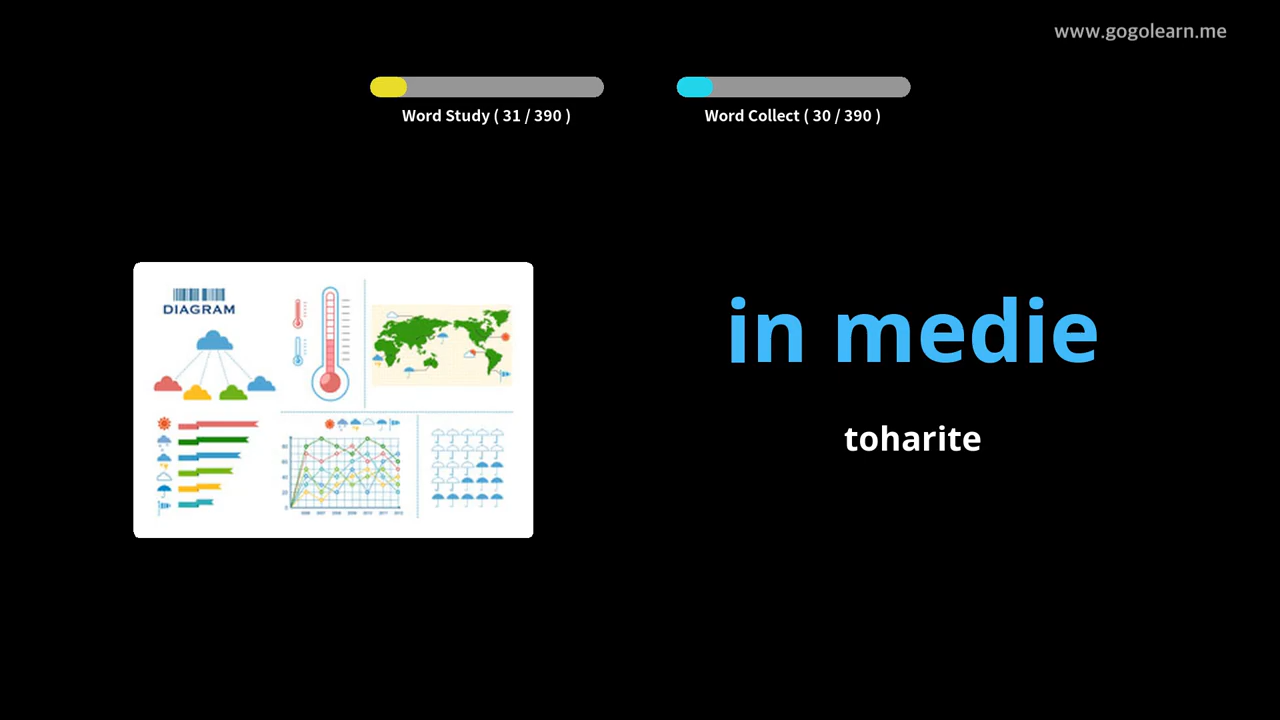 www.gogolearn.me
Word Study ( 31 / 390 )
Word Collect ( 30 / 390 )
DIAGRAM
in medie
toharite